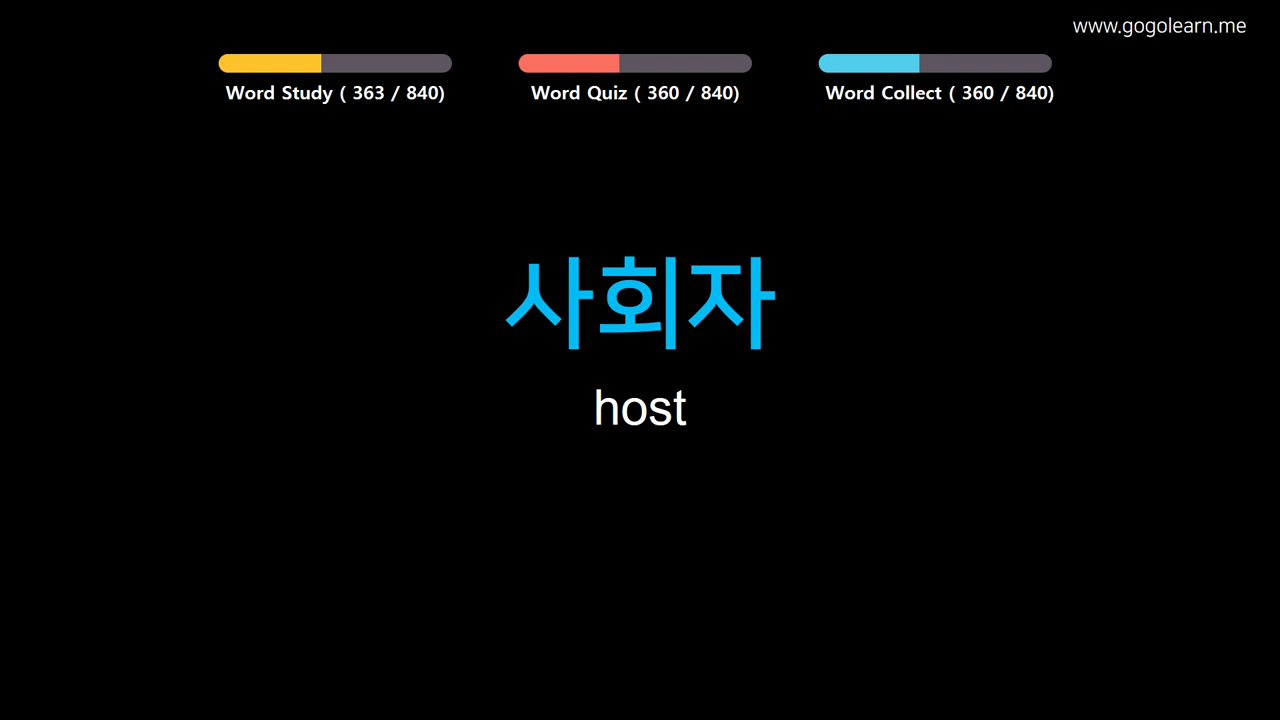 www.gogolearn.me
Word Study ( 363 / 840)
Word Quiz ( 360 / 840)
Word Collect ( 360 / 840)
사회자
host